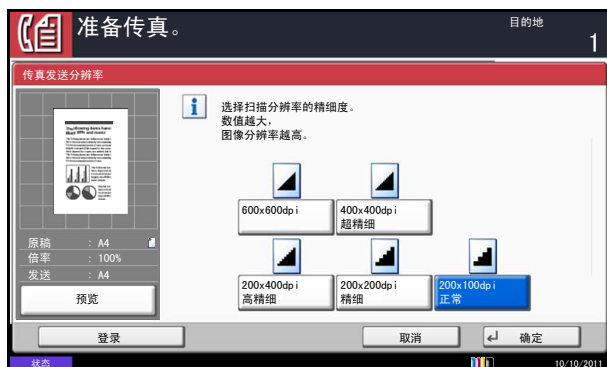 准备传真。
目的地
1
传真发送分辨率
选择扫描分辨率的精细度。
数值越大,
图像分辨率越高。
600x600dpi
400x400dpi
超精细
200x400dpi
高精细
200x200dpi
精细
200x100dpi
正常
原稿 : A4
倍率 : 100%
发送 : A4
预览
登录
取消
确定
状态
10/10/2011